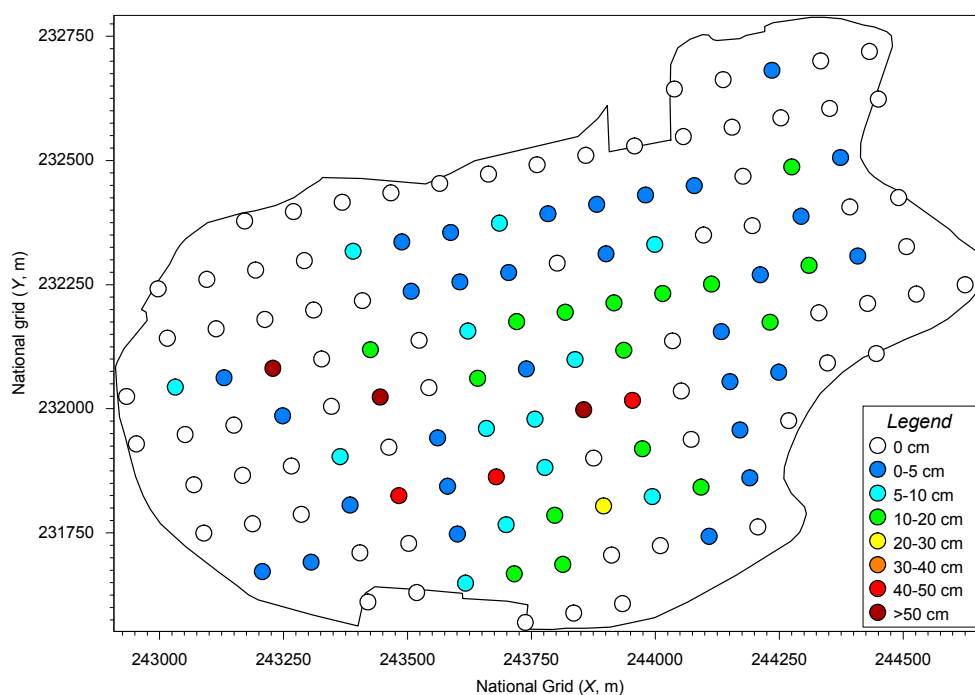 232750
232500
232250
232000
231750
National grid (Y, m)
Legend
0 cm
0-5 cm
5-10 cm
10-20 cm
20-30 cm
30-40 cm
40-50 cm
>50 cm
243000 243250 243500 243750 244000 244250 244500
National Grid (X, m)